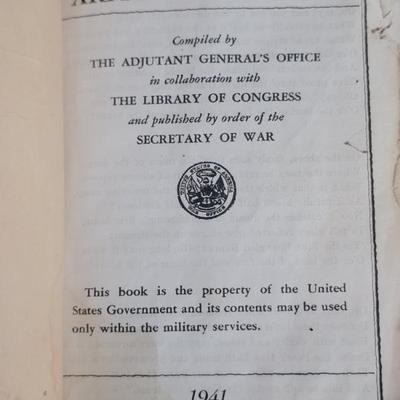 Compiled by
THE ADJUTANT GENERAL'S OFFICE
in collaboration with
THE LIBRARY OF CONGRESS
and published by order of the
SECRETARY OF WAR
This book is the property of the United
States Government and its contents may be used
only within the military services.
1941